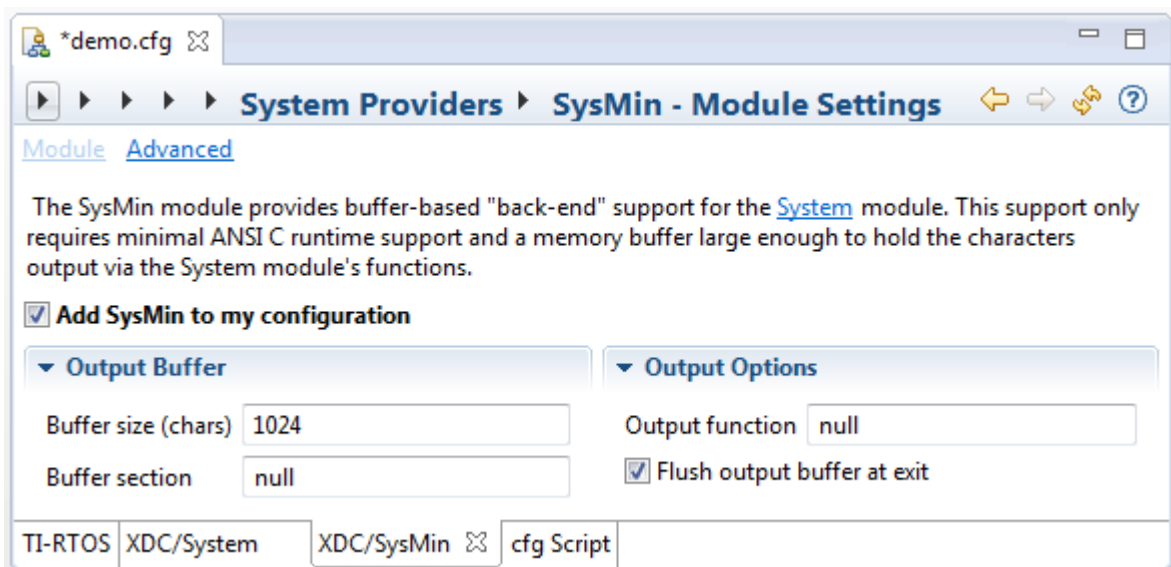 *demo.cfg
System Providers SysMin - Module Settings
Module Advanced
The SysMin module provides buffer-based "back-end" support for the System module. This support only
requires minimal ANSI C runtime support and a memory buffer large enough to hold the characters
output via the System module's functions.
Add SysMin to my configuration
Output Buffer
Buffer size (chars) 1024
Buffer section null
Output Options
Output function null
Flush output buffer at exit
TI-RTOS XDC/System XDC/SysMin cfg Script